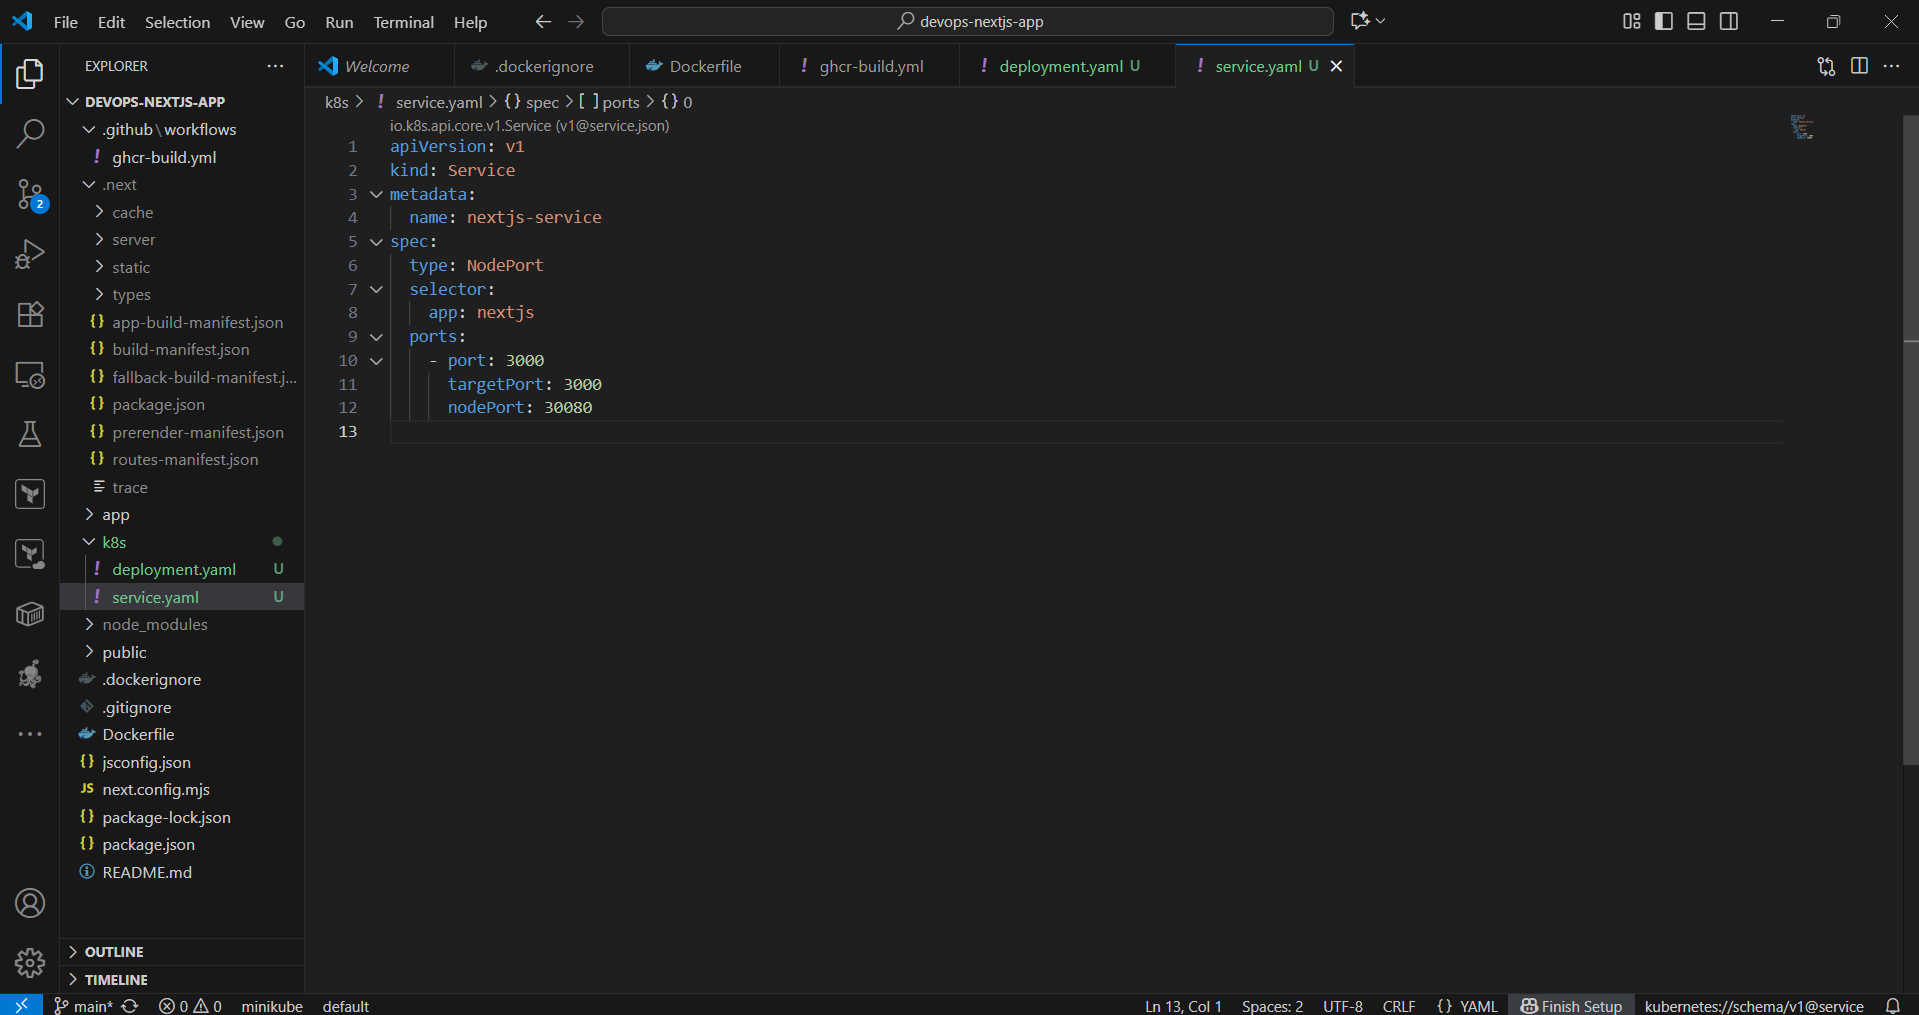 File Edit Selection View Go Run Terminal Help
devops-nextjs-app
EXPLORER
DEVOPS-NEXTJS-APP
.github\workflows
ghcr-build.yml
.next
cache
server
static
types
app-build-manifest.json
build-manifest.json
fallback-build-manifest.j...
package.json
prerender-manifest.json
routes-manifest.json
trace
app
k8s
deployment.yaml U
service.yaml U
node_modules
public
.dockerignore
.gitignore
Dockerfile
jsconfig.json
JS next.config.mjs
package-lock.json
package.json
README.md
OUTLINE
TIMELINE
2
Welcome
.dockerignore
Dockerfile
! ghcr-build.yml
! deployment.yaml U
! service.yaml U
k8s > ! service.yaml > {} spec > [ ] ports > {} 0
io.k8s.api.core.v1.Service (v1@service.json)
1 apiVersion: v1
2 kind: Service
3 metadata:
4 name: nextjs-service
5 spec:
6 type: NodePort
7 selector:
8 app: nextjs
9 ports:
10 - port: 3000
11 targetPort: 3000
12 nodePort: 30080
13
main* 0 0 minikube default
Ln 13, Col 1 Spaces: 2 UTF-8 CRLF {} YAML Finish Setup kubernetes://schema/v1@service